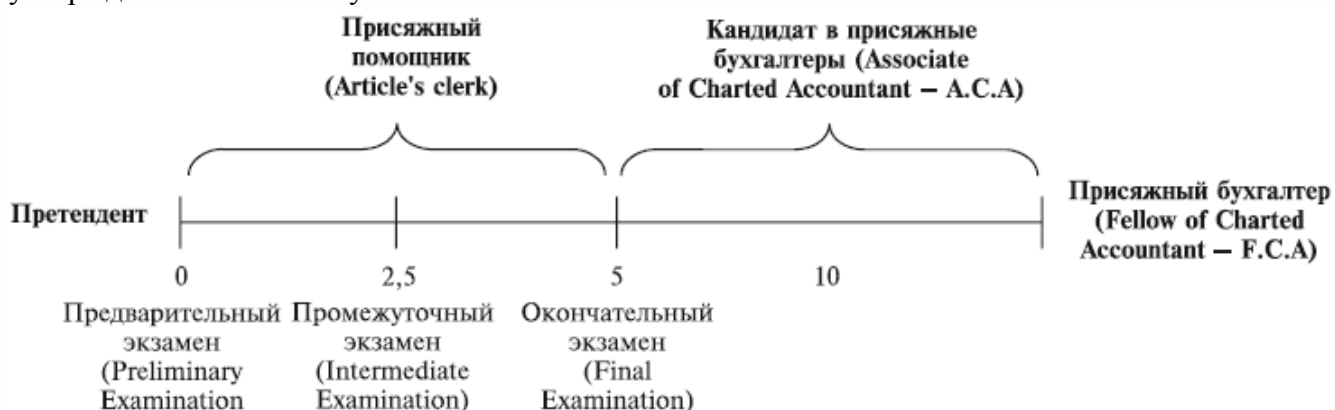 Присяжный
помощник
(Article's clerk)
Кандидат в присяжные
бухгалтеры (Associate
of Charted Accountant – A.C.A)
Претендент
Присяжный бухгалтер
(Fellow of Charted
Accountant – F.C.A)
0
2,5
5
10
Предварительный
экзамен
(Preliminary
Examination
Промежуточный
экзамен
(Intermediate
Examination)
Окончательный
экзамен
(Final
Examination)